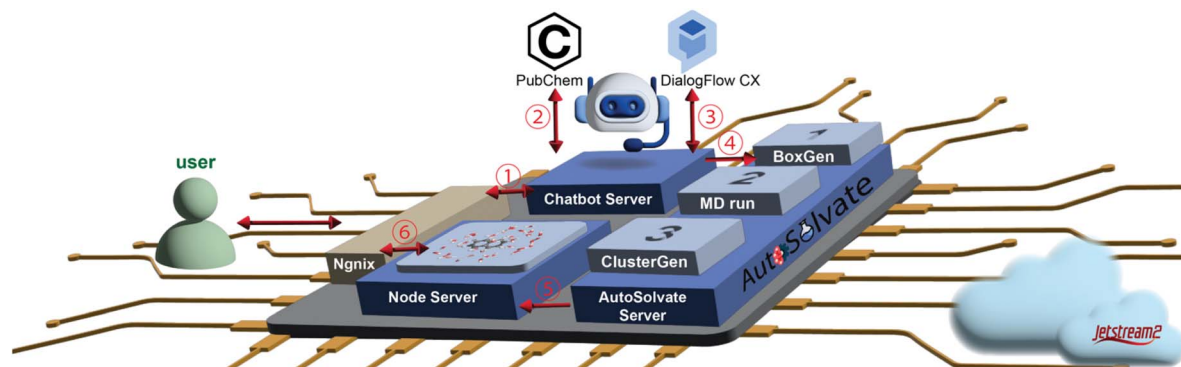 C
PubChem
DialogFlow CX
②
③
④
1
BoxGen
user
①
Chatbot Server
2
MD run
⑥
Ngnix
3
ClusterGen
AutoSolvate
Node Server
⑤
AutoSolvate
Server
Jetstream2